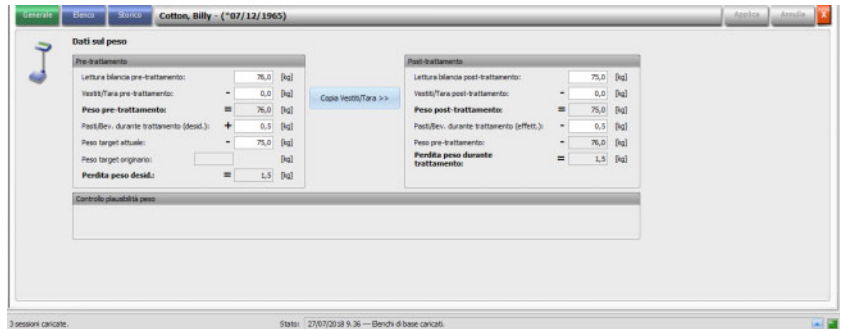 Generale Elenco Storico Cotton, Billy - (*07/12/1965) Applica Annulla X
Dati sul peso
Pre-trattamento
Lettura bilancia pre-trattamento: 76,0 [kg]
Vestiti/Tara pre-trattamento: - 0,0 [kg]
Peso pre-trattamento: = 76,0 [kg]
Pasti/Bev. durante trattamento (desid.): + 0,5 [kg]
Peso target attuale: - 75,0 [kg]
Peso target originario: [kg]
Perdita peso desid.: = 1,5 [kg]
Copia Vestiti/Tara >>
Post-trattamento
Lettura bilancia post-trattamento: 75,0 [kg]
Vestiti/Tara post-trattamento: - 0,0 [kg]
Peso post-trattamento: = 75,0 [kg]
Pasti/Bev. durante trattamento (effett.): - 0,5 [kg]
Peso pre-trattamento: - 76,0 [kg]
Perdita peso durante
trattamento: = 1,5 [kg]
Controllo plausibilità peso
3 sessioni caricate. Stato: 27/07/2018 9.36 --- Elenchi di base caricati.